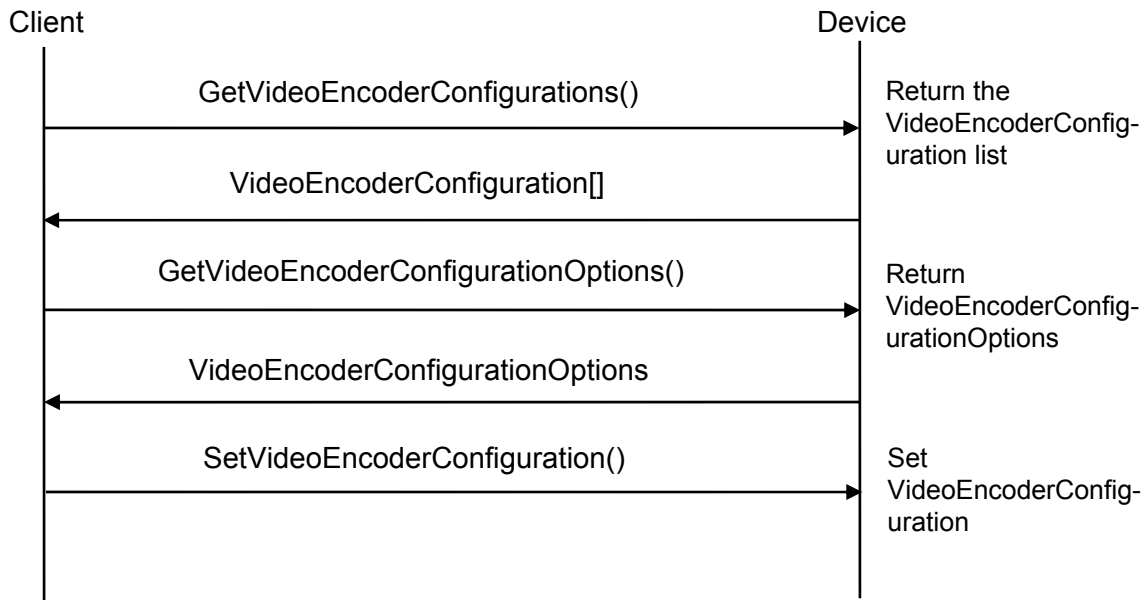 Client
Device
GetVideoEncoderConfigurations()
Return the
VideoEncoderConfig-
uration list
VideoEncoderConfiguration[]
GetVideoEncoderConfigurationOptions()
Return
VideoEncoderConfig-
urationOptions
VideoEncoderConfigurationOptions
SetVideoEncoderConfiguration()
Set
VideoEncoderConfig-
uration